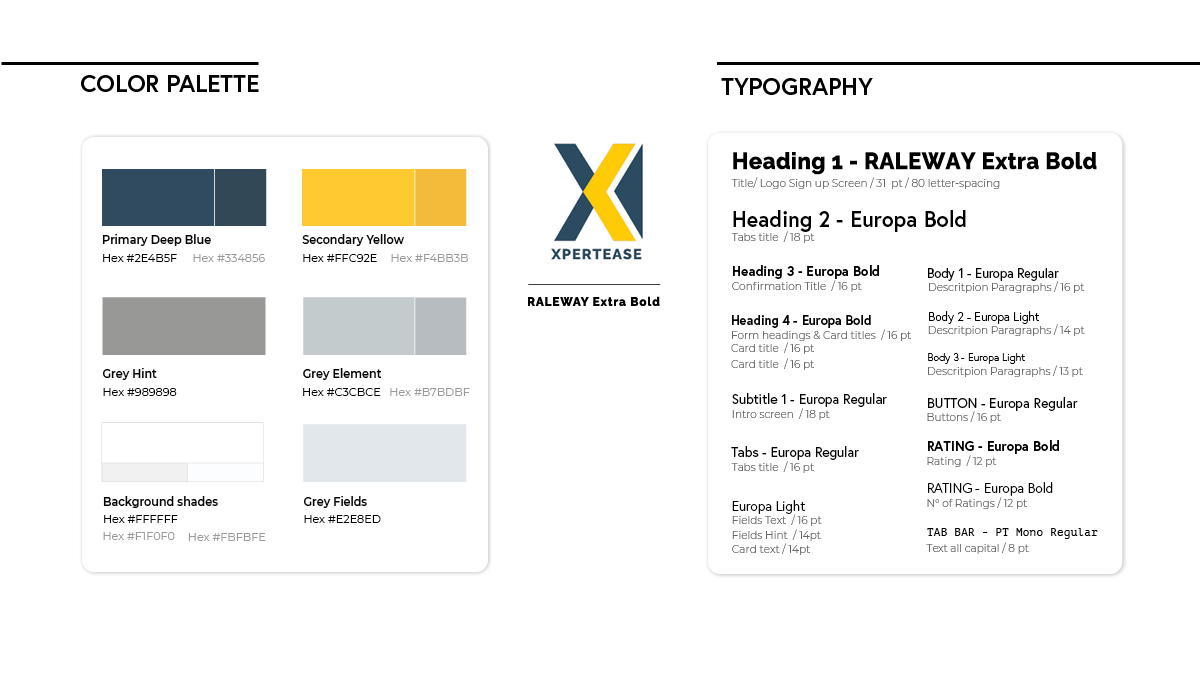 COLOR PALETTE
Primary Deep Blue
Hex #2E4B5F Hex #334856
Secondary Yellow
Hex #FFC92E Hex #F4BB3B
Grey Hint
Hex #989898
Grey Element
Hex #C3CBCE Hex #B7BDBF
Background shades
Hex #FFFFFF
Hex #F1F0F0 Hex #FBFBFE
Grey Fields
Hex #E2E8ED
XPERTEASE
RALEWAY Extra Bold
TYPOGRAPHY
Heading 1 - RALEWAY Extra Bold
Title/ Logo Sign up Screen / 31 pt / 80 letter-spacing
Heading 2 - Europa Bold
Tabs title / 18 pt
Heading 3 - Europa Bold
Confirmation Title / 16 pt
Heading 4 - Europa Bold
Form headings & Card titles / 16 pt
Card title / 16 pt
Card title / 16 pt
Subtitle 1 - Europa Regular
Intro screen / 18 pt
Tabs - Europa Regular
Tabs title / 16 pt
Europa Light
Fields Text / 16 pt
Fields Hint / 14pt
Card text / 14pt
Body 1 - Europa Regular
Descritpion Paragraphs / 16 pt
Body 2 - Europa Light
Descritpion Paragraphs / 14 pt
Body 3 - Europa Light
Descritpion Paragraphs / 13 pt
BUTTON - Europa Regular
Buttons / 16 pt
RATING - Europa Bold
Rating / 12 pt
RATING - Europa Bold
N° of Ratings / 12 pt
TAB BAR - PT Mono Regular
Text all capital / 8 pt